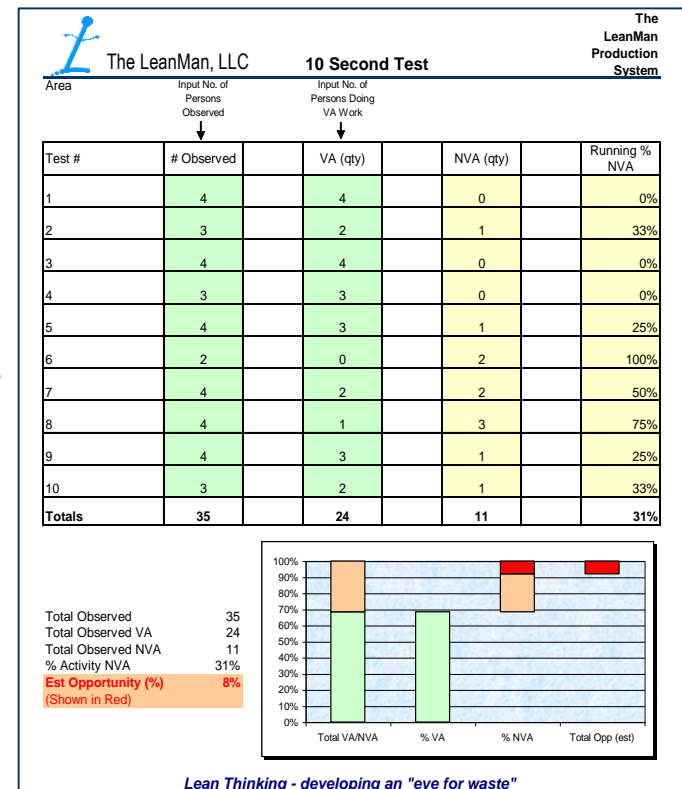 The
LeanMan
Production
System
The LeanMan, LLC 10 Second Test
Area
Input No. of
Persons
Observed
Input No. of
Persons Doing
VA Work
Test # # Observed VA (qty) NVA (qty) Running %
NVA
1 4 4 0 0%
2 3 2 1 33%
3 4 4 0 0%
4 3 3 0 0%
5 4 3 1 25%
6 2 0 2 100%
7 4 2 2 50%
8 4 1 3 75%
9 4 3 1 25%
10 3 2 1 33%
Totals 35 24 11 31%
Total Observed 35
Total Observed VA 24
Total Observed NVA 11
% Activity NVA 31%
Est Opportunity (%) 8%
(Shown in Red)
100%
90%
80%
70%
60%
50%
40%
30%
20%
10%
0%
Total VA/NVA % VA % NVA Total Opp (est)
Lean Thinking - developing an "eye for waste"